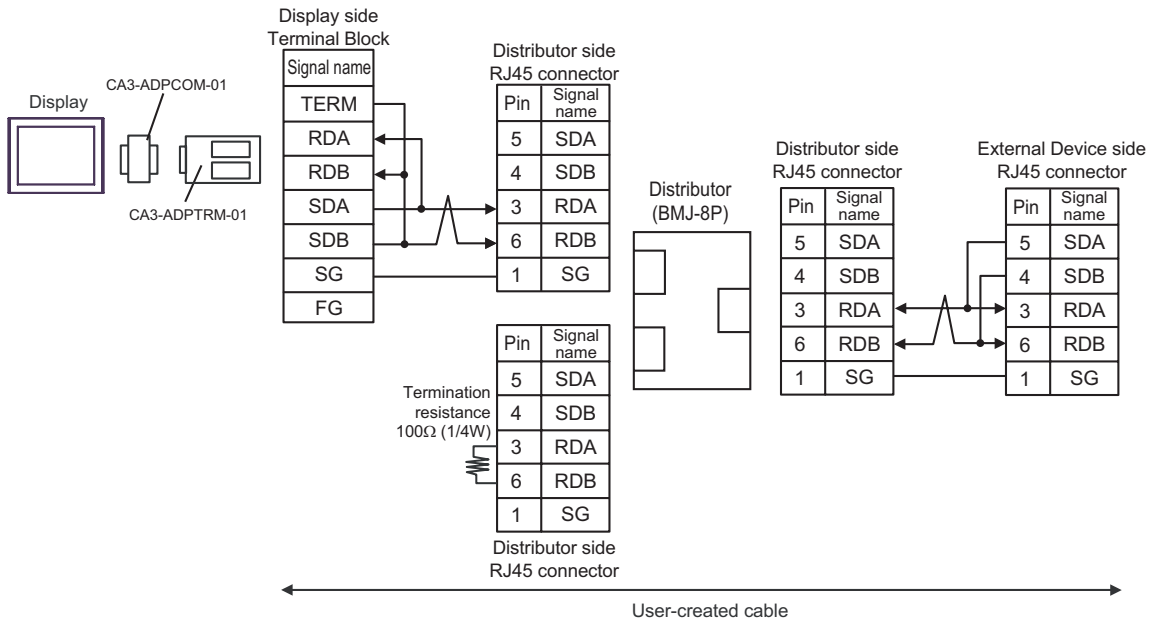 Display
CA3-ADPCOM-01
CA3-ADPTRM-01
Display side
Terminal Block
Signal name
TERM
RDA
RDB
SDA
SDB
SG
FG
Distributor side
RJ45 connector
Pin Signal name
5 SDA
4 SDB
3 RDA
6 RDB
1 SG
Termination
resistance
100Ω (1/4W)
Pin Signal name
5 SDA
4 SDB
3 RDA
6 RDB
1 SG
Distributor side
RJ45 connector
Distributor
(BMJ-8P)
Distributor side
RJ45 connector
Pin Signal name
5 SDA
4 SDB
3 RDA
6 RDB
1 SG
External Device side
RJ45 connector
Pin Signal name
5 SDA
4 SDB
3 RDA
6 RDB
1 SG
User-created cable